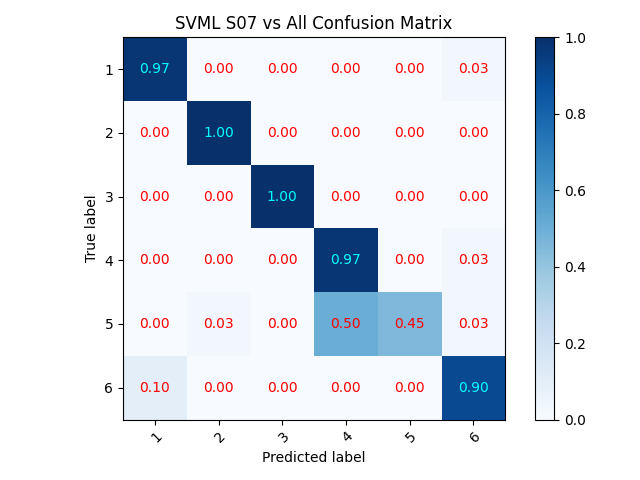 SVML S07 vs All Confusion Matrix
1 0.97 0.00 0.00 0.00 0.00 0.03
2 0.00 1.00 0.00 0.00 0.00 0.00
3 0.00 0.00 1.00 0.00 0.00 0.00
4 0.00 0.00 0.00 0.97 0.00 0.03
5 0.00 0.03 0.00 0.50 0.45 0.03
6 0.10 0.00 0.00 0.00 0.00 0.90
1 2 3 4 5 6
True label
Predicted label
1.0
0.8
0.6
0.4
0.2
0.0